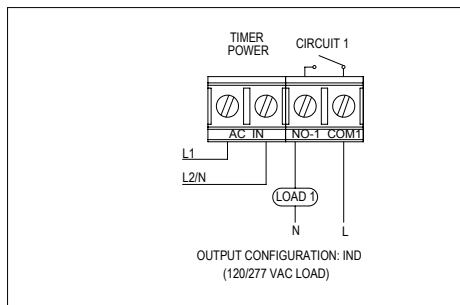 TIMER
POWER
CIRCUIT 1
AC IN NO-1 COM1
L1
L2/N
LOAD 1
N L
OUTPUT CONFIGURATION: IND
(120/277 VAC LOAD)